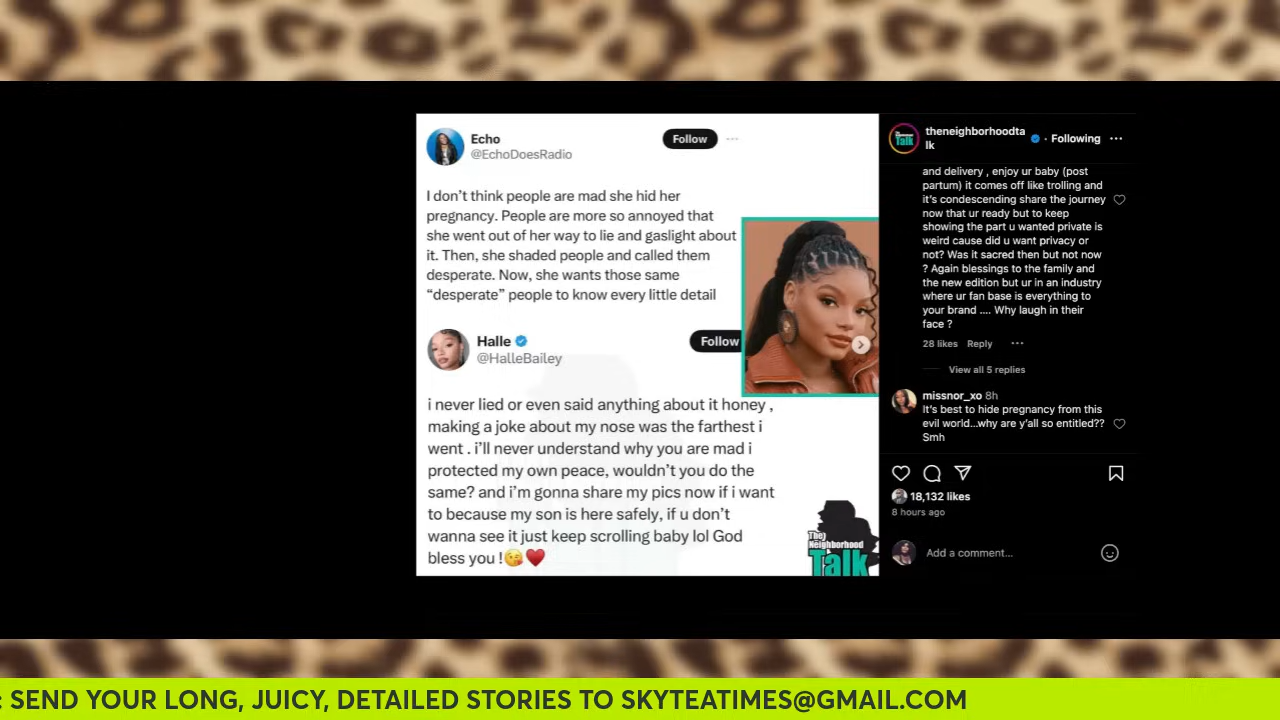 Echo
@EchoDoesRadio
Follow
I don't think people are mad she hid her
pregnancy. People are more so annoyed that
she went out of her way to lie and gaslight about
it. Then, she shaded people and called them
desperate. Now, she wants those same
“desperate” people to know every little detail
Halle
@HalleBailey
Follow
i never lied or even said anything about it honey ,
making a joke about my nose was the farthest i
went . i'll never understand why you are mad i
protected my own peace, wouldn't you do the
same? and i'm gonna share my pics now if i want
to because my son is here safely, if u don't
wanna see it just keep scrolling baby lol God
bless you !😘♥️
The
Neighborhood
Talk
theneighborhoodta
lk
• Following
and delivery , enjoy ur baby (post
partum) it comes off like trolling and
it's condescending share the journey
now that ur ready but to keep
showing the part u wanted private is
weird cause did u want privacy or
not? Was it sacred then but not now
? Again blessings to the family and
the new edition but ur in an industry
where ur fan base is everything to
your brand .... Why laugh in their
face ?
28 likes Reply
View all 5 replies
missnor_xo 8h
It's best to hide pregnancy from this
evil world...why are y'all so entitled??
Smh
18,132 likes
8 hours ago
Add a comment...
: SEND YOUR LONG, JUICY, DETAILED STORIES TO SKYTEATIMES@GMAIL.COM